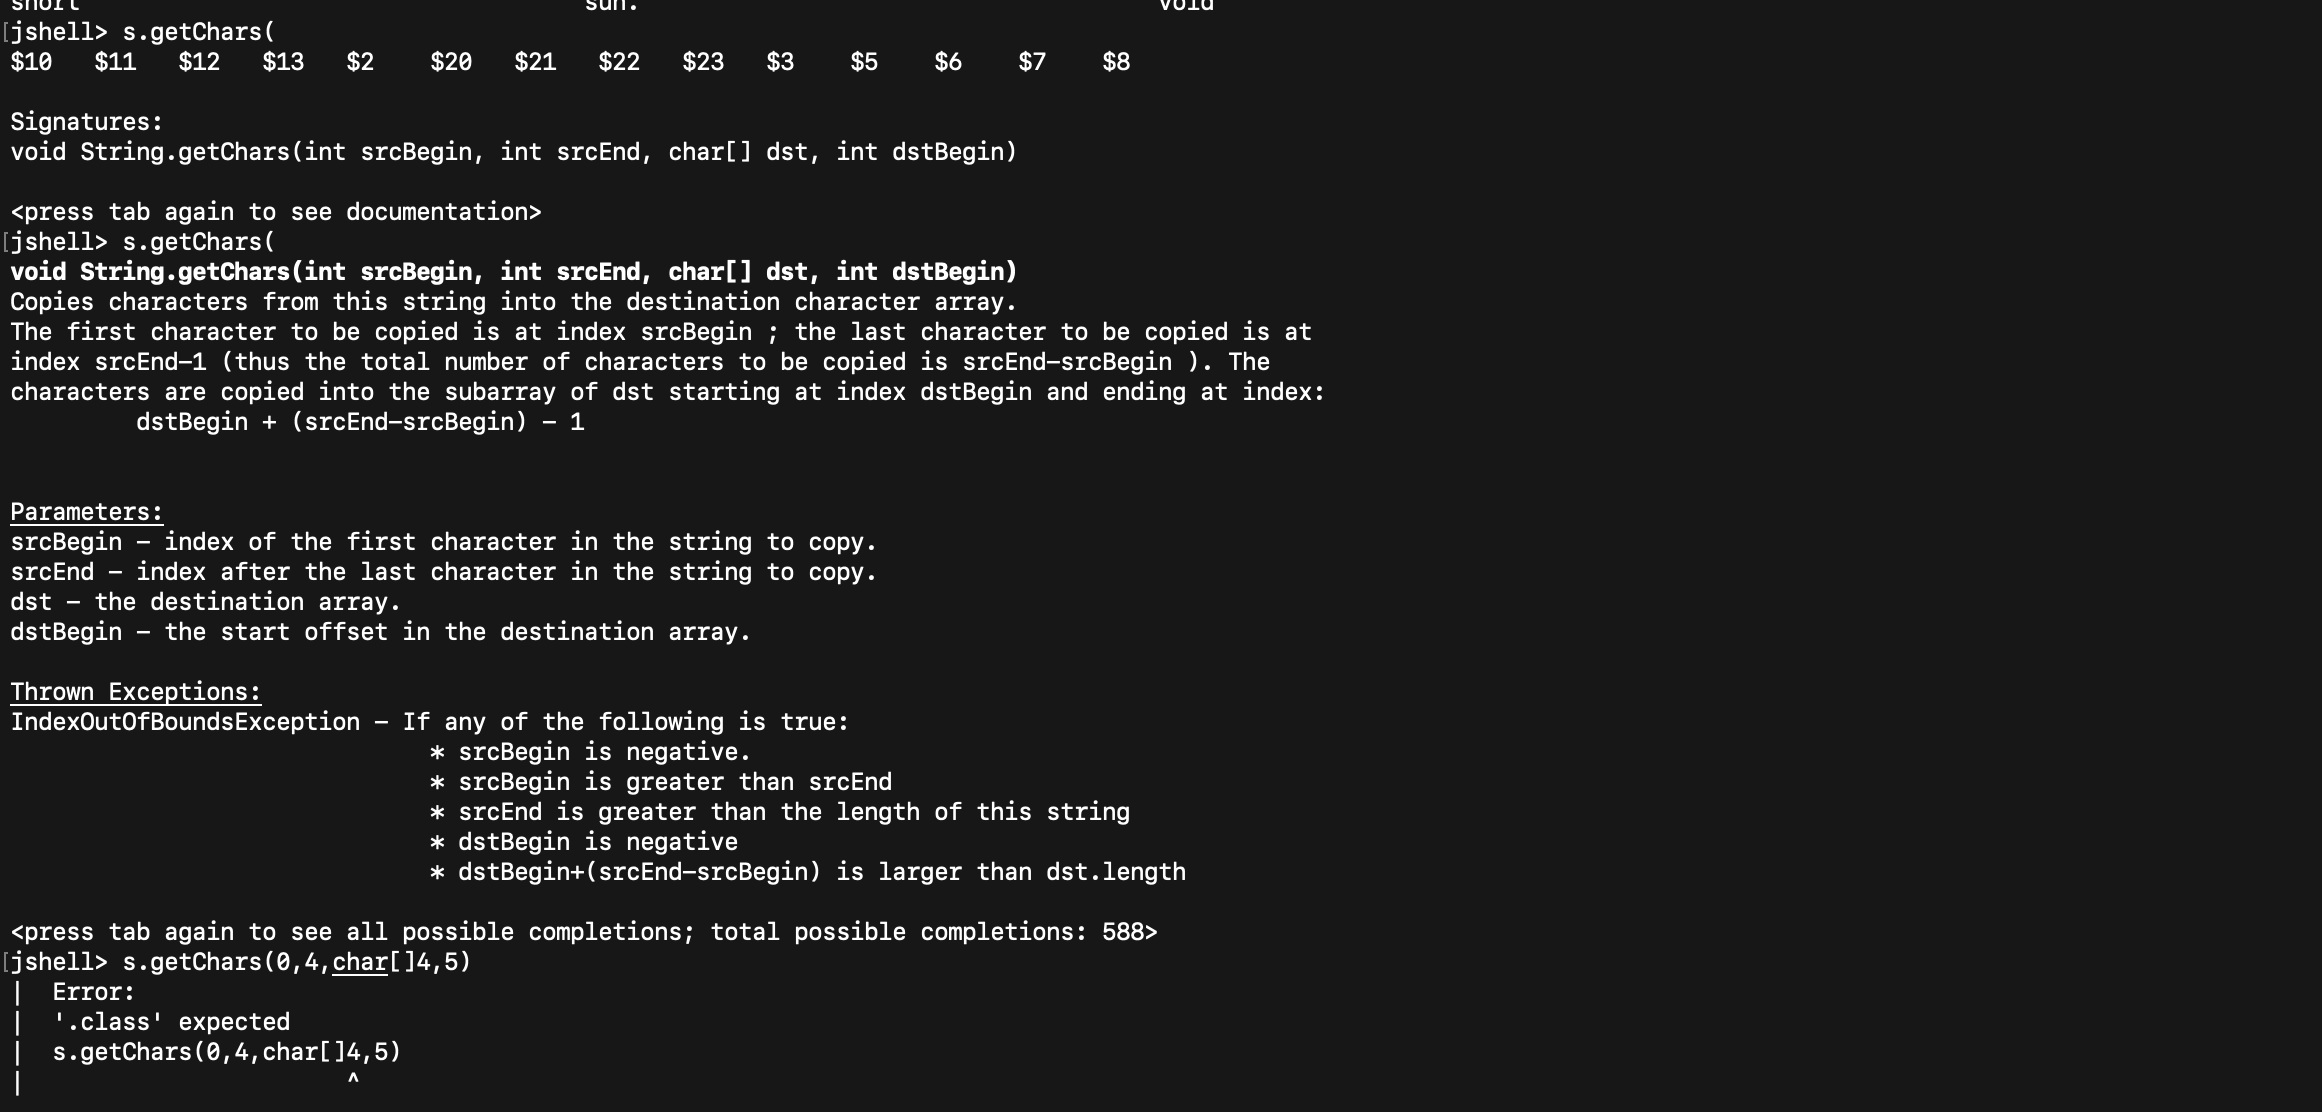 short                                    sun.                                     void
[jshell> s.getChars(
$10   $11   $12   $13   $2    $20   $21   $22   $23   $3    $5    $6    $7    $8
Signatures:
void String.getChars(int srcBegin, int srcEnd, char[] dst, int dstBegin)
<press tab again to see documentation>
[jshell> s.getChars(
void String.getChars(int srcBegin, int srcEnd, char[] dst, int dstBegin)
Copies characters from this string into the destination character array.
The first character to be copied is at index srcBegin ; the last character to be copied is at
index srcEnd-1 (thus the total number of characters to be copied is srcEnd-srcBegin ). The
characters are copied into the subarray of dst starting at index dstBegin and ending at index:
         dstBegin + (srcEnd-srcBegin) - 1
Parameters:
srcBegin - index of the first character in the string to copy.
srcEnd - index after the last character in the string to copy.
dst - the destination array.
dstBegin - the start offset in the destination array.
Thrown Exceptions:
IndexOutOfBoundsException - If any of the following is true:
                              * srcBegin is negative.
                              * srcBegin is greater than srcEnd
                              * srcEnd is greater than the length of this string
                              * dstBegin is negative
                              * dstBegin+(srcEnd-srcBegin) is larger than dst.length
<press tab again to see all possible completions; total possible completions: 588>
[jshell> s.getChars(0,4,char[]4,5)
|  Error:
|  '.class' expected
|  s.getChars(0,4,char[]4,5)
|                       ^